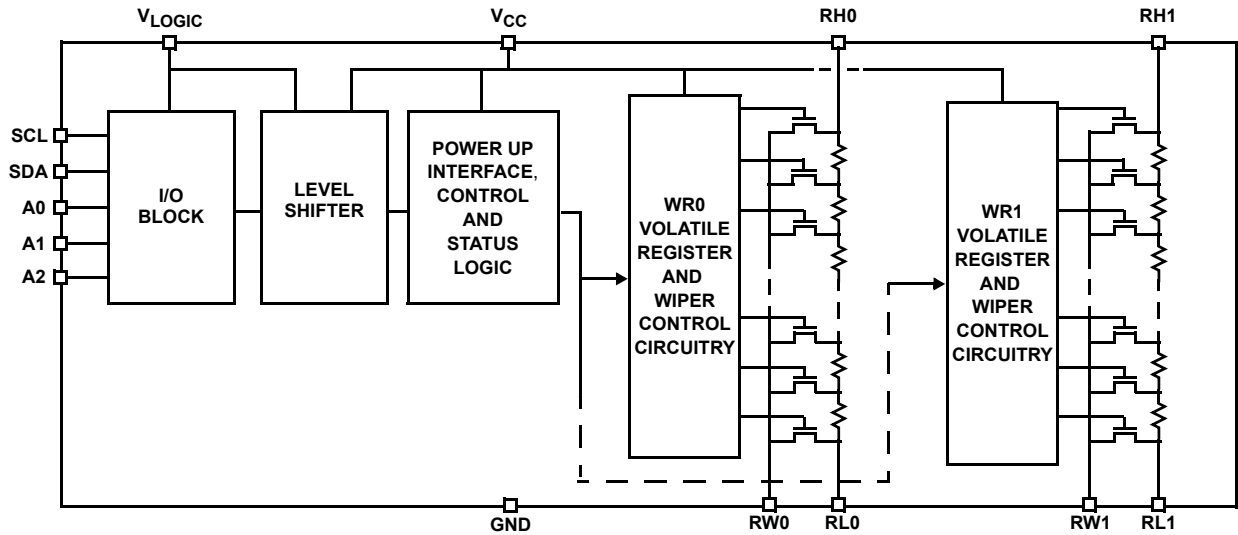 VLOGIC
VCC
RH0
RH1
SCL
SDA
A0
A1
A2
I/O
BLOCK
LEVEL
SHIFTER
POWER UP
INTERFACE,
CONTROL
AND
STATUS
LOGIC
WR0
VOLATILE
REGISTER
AND
WIPER
CONTROL
CIRCUITRY
WR1
VOLATILE
REGISTER
AND
WIPER
CONTROL
CIRCUITRY
GND
RW0
RL0
RW1
RL1